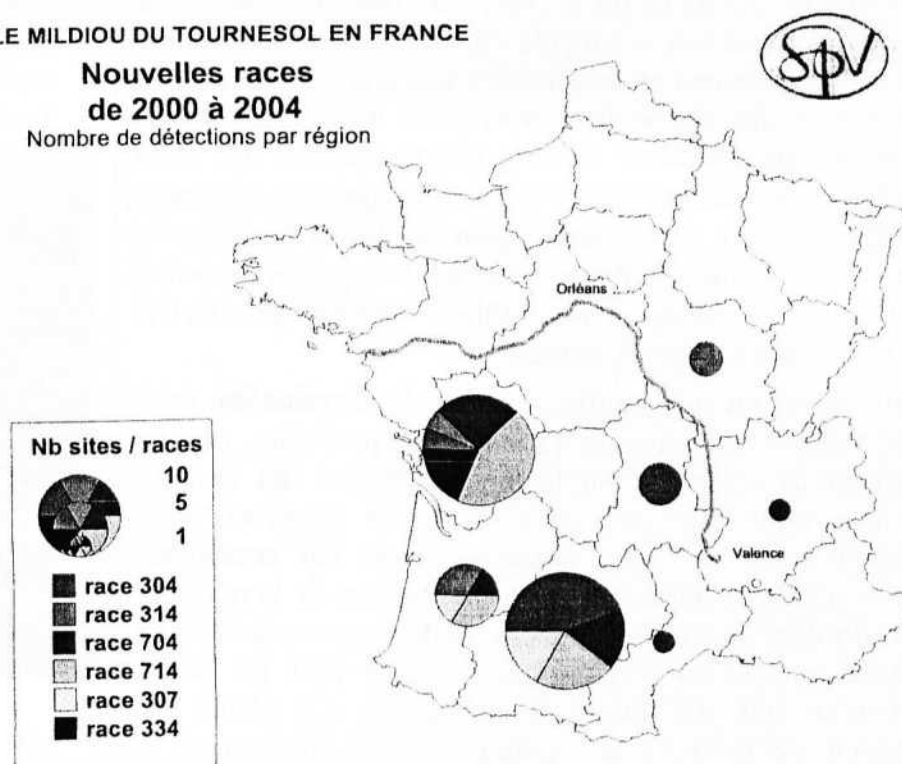 LE MILDIOU DU TOURNESOL EN FRANCE
Nouvelles races
de 2000 à 2004
Nombre de détections par région
SPV
Orléans
Valence
Nb sites / races
10
5
1
race 304
race 314
race 704
race 714
race 307
race 334